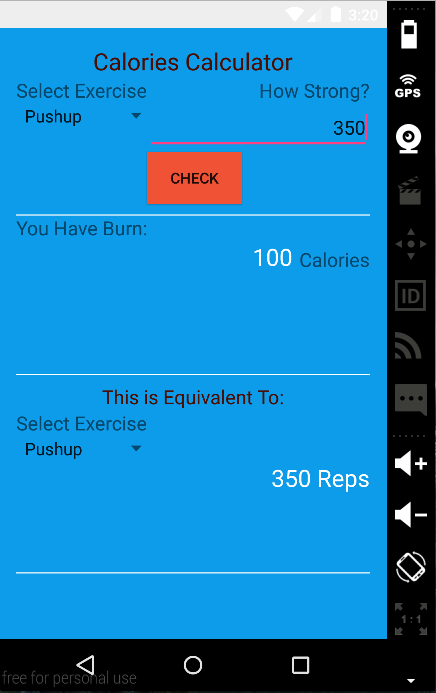 3:20
Calories Calculator
Select Exercise How Strong?
Pushup 350
CHECK
You Have Burn:
100 Calories
This is Equivalent To:
Select Exercise
Pushup
350 Reps
free for personal use
GPS
ID
1:1